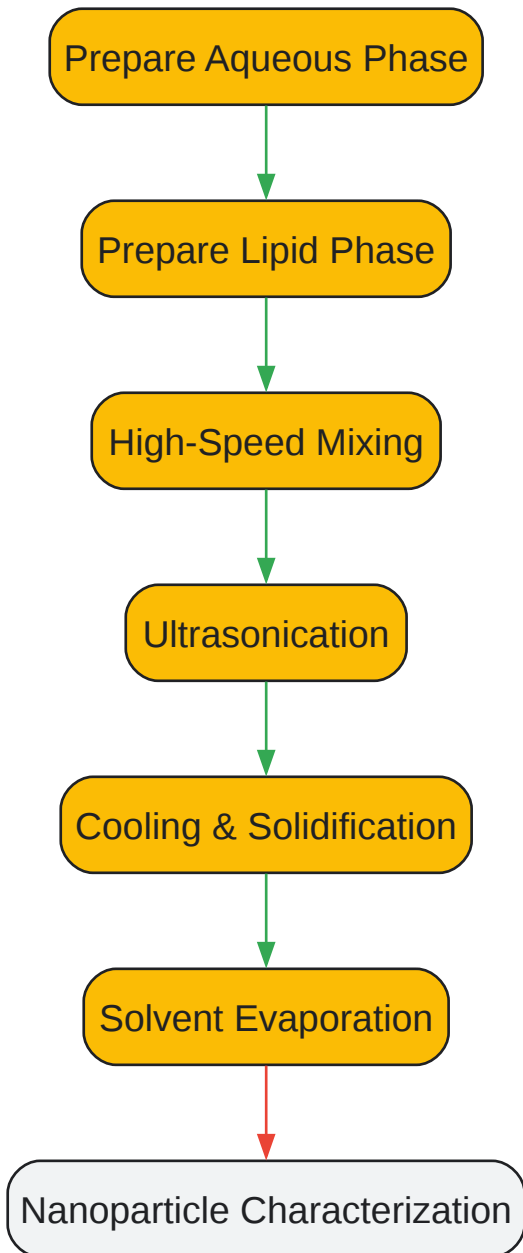 Prepare Aqueous Phase
Prepare Lipid Phase
High-Speed Mixing
Ultrasonication
Cooling & Solidification
Solvent Evaporation
Nanoparticle Characterization